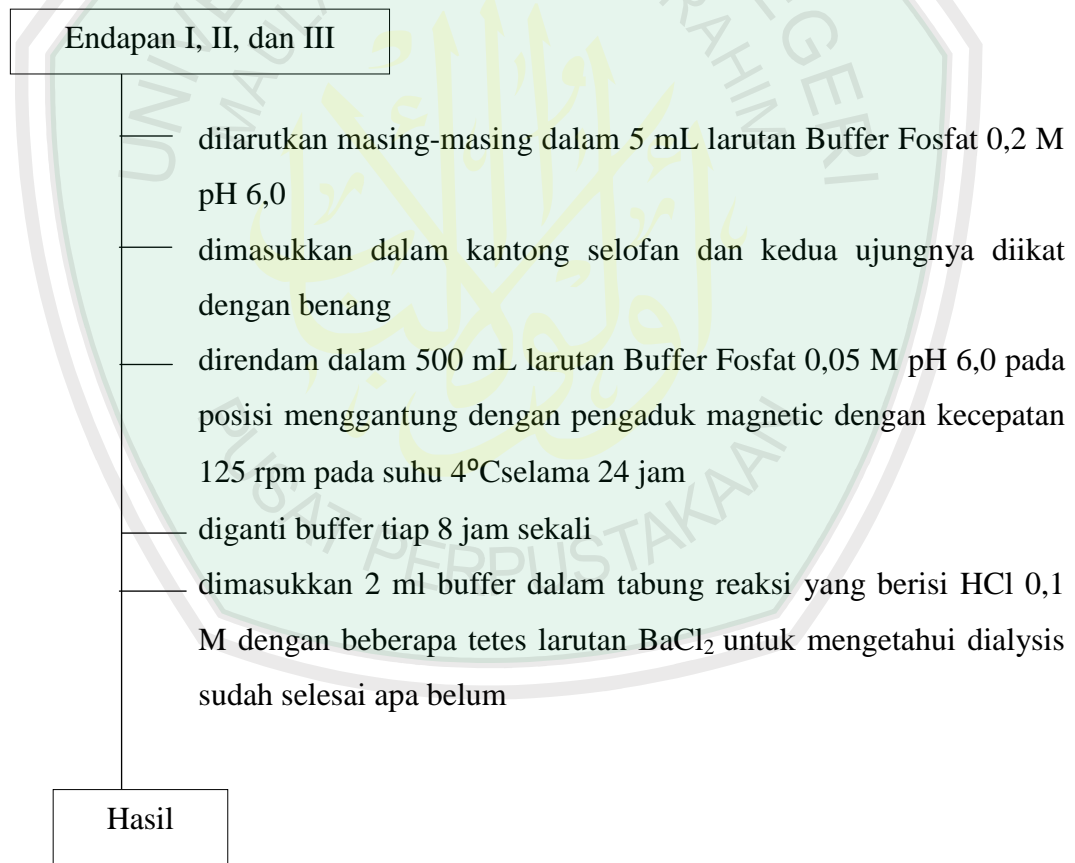 Endapan I, II, dan III
dilarutkan masing-masing dalam 5 mL larutan Buffer Fosfat 0,2 M
pH 6,0
dimasukkan dalam kantong selofan dan kedua ujungnya diikat
dengan benang
direndam dalam 500 mL larutan Buffer Fosfat 0,05 M pH 6,0 pada
posisi menggantung dengan pengaduk magnetic dengan kecepatan
125 rpm pada suhu 4⁰Cselama 24 jam
diganti buffer tiap 8 jam sekali
dimasukkan 2 ml buffer dalam tabung reaksi yang berisi HCl 0,1
M dengan beberapa tetes larutan BaCl₂ untuk mengetahui dialysis
sudah selesai apa belum
Hasil
PUSAT PERPUSTAKAAN